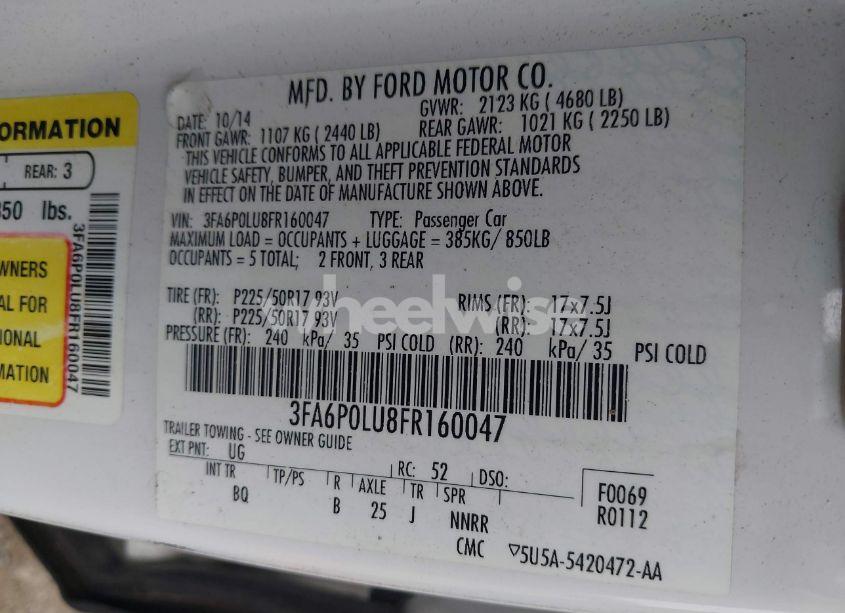 ORMATION
REAR: 3
850 lbs.
WNERS
AL FOR
IONAL
MATION
3FA6P0LU8FR160047
MFD. BY FORD MOTOR CO.
DATE: 10/14 GVWR: 2123 KG ( 4680 LB)
FRONT GAWR: 1107 KG ( 2440 LB) REAR GAWR: 1021 KG ( 2250 LB)
THIS VEHICLE CONFORMS TO ALL APPLICABLE FEDERAL MOTOR
VEHICLE SAFETY, BUMPER, AND THEFT PREVENTION STANDARDS
IN EFFECT ON THE DATE OF MANUFACTURE SHOWN ABOVE.
VIN: 3FA6P0LU8FR160047 TYPE: Passenger Car
MAXIMUM LOAD = OCCUPANTS + LUGGAGE = 385KG/ 850LB
OCCUPANTS = 5 TOTAL; 2 FRONT, 3 REAR
TIRE (FR): P225/50R17 93V RIMS (FR): 17x7.5J
(RR): P225/50R17 93V (RR): 17x7.5J
PRESSURE (FR): 240 kPa/ 35 PSI COLD (RR): 240 kPa/ 35 PSI COLD
3FA6P0LU8FR160047
TRAILER TOWING - SEE OWNER GUIDE
EXT PNT: UG RC: 52 DSO: F0069
INT TR TP/PS R AXLE TR SPR R0112
BQ B 25 J NNRR
CMC ▽5U5A-5420472-AA